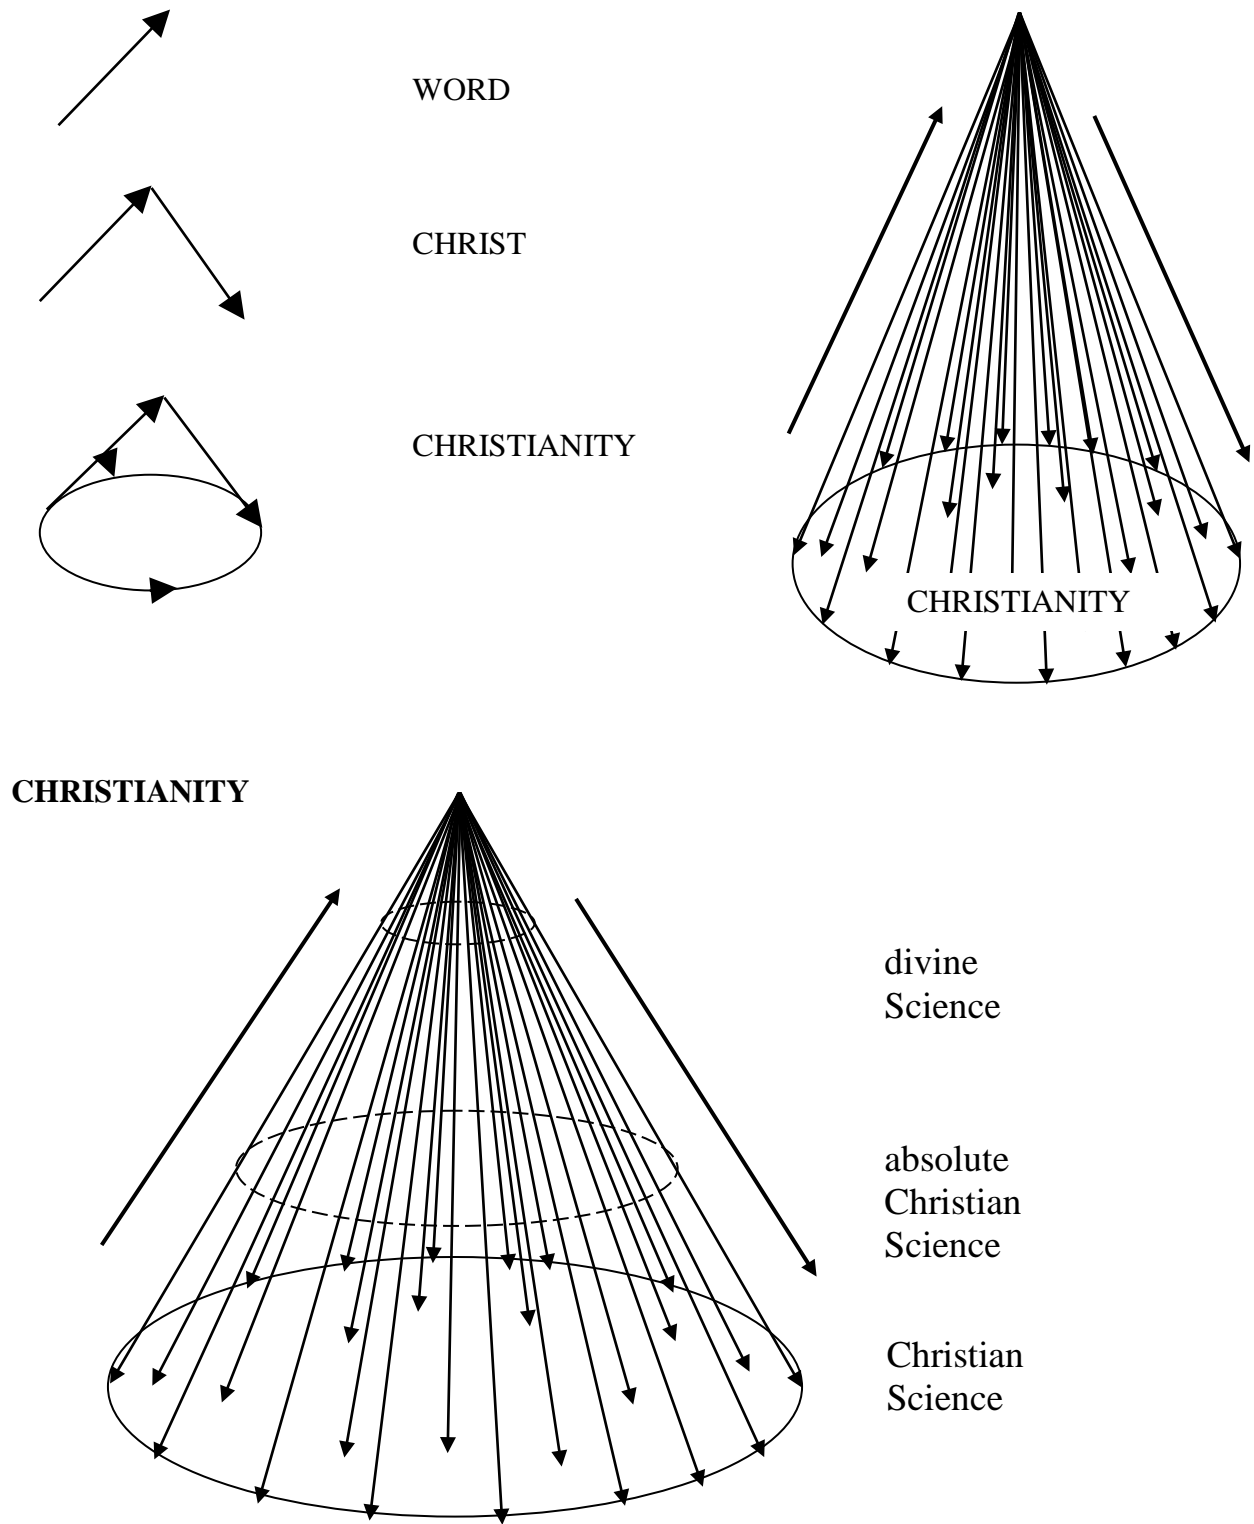 WORD
CHRIST
CHRISTIANITY
CHRISTIANITY
CHRISTIANITY
divine
Science
absolute
Christian
Science
Christian
Science